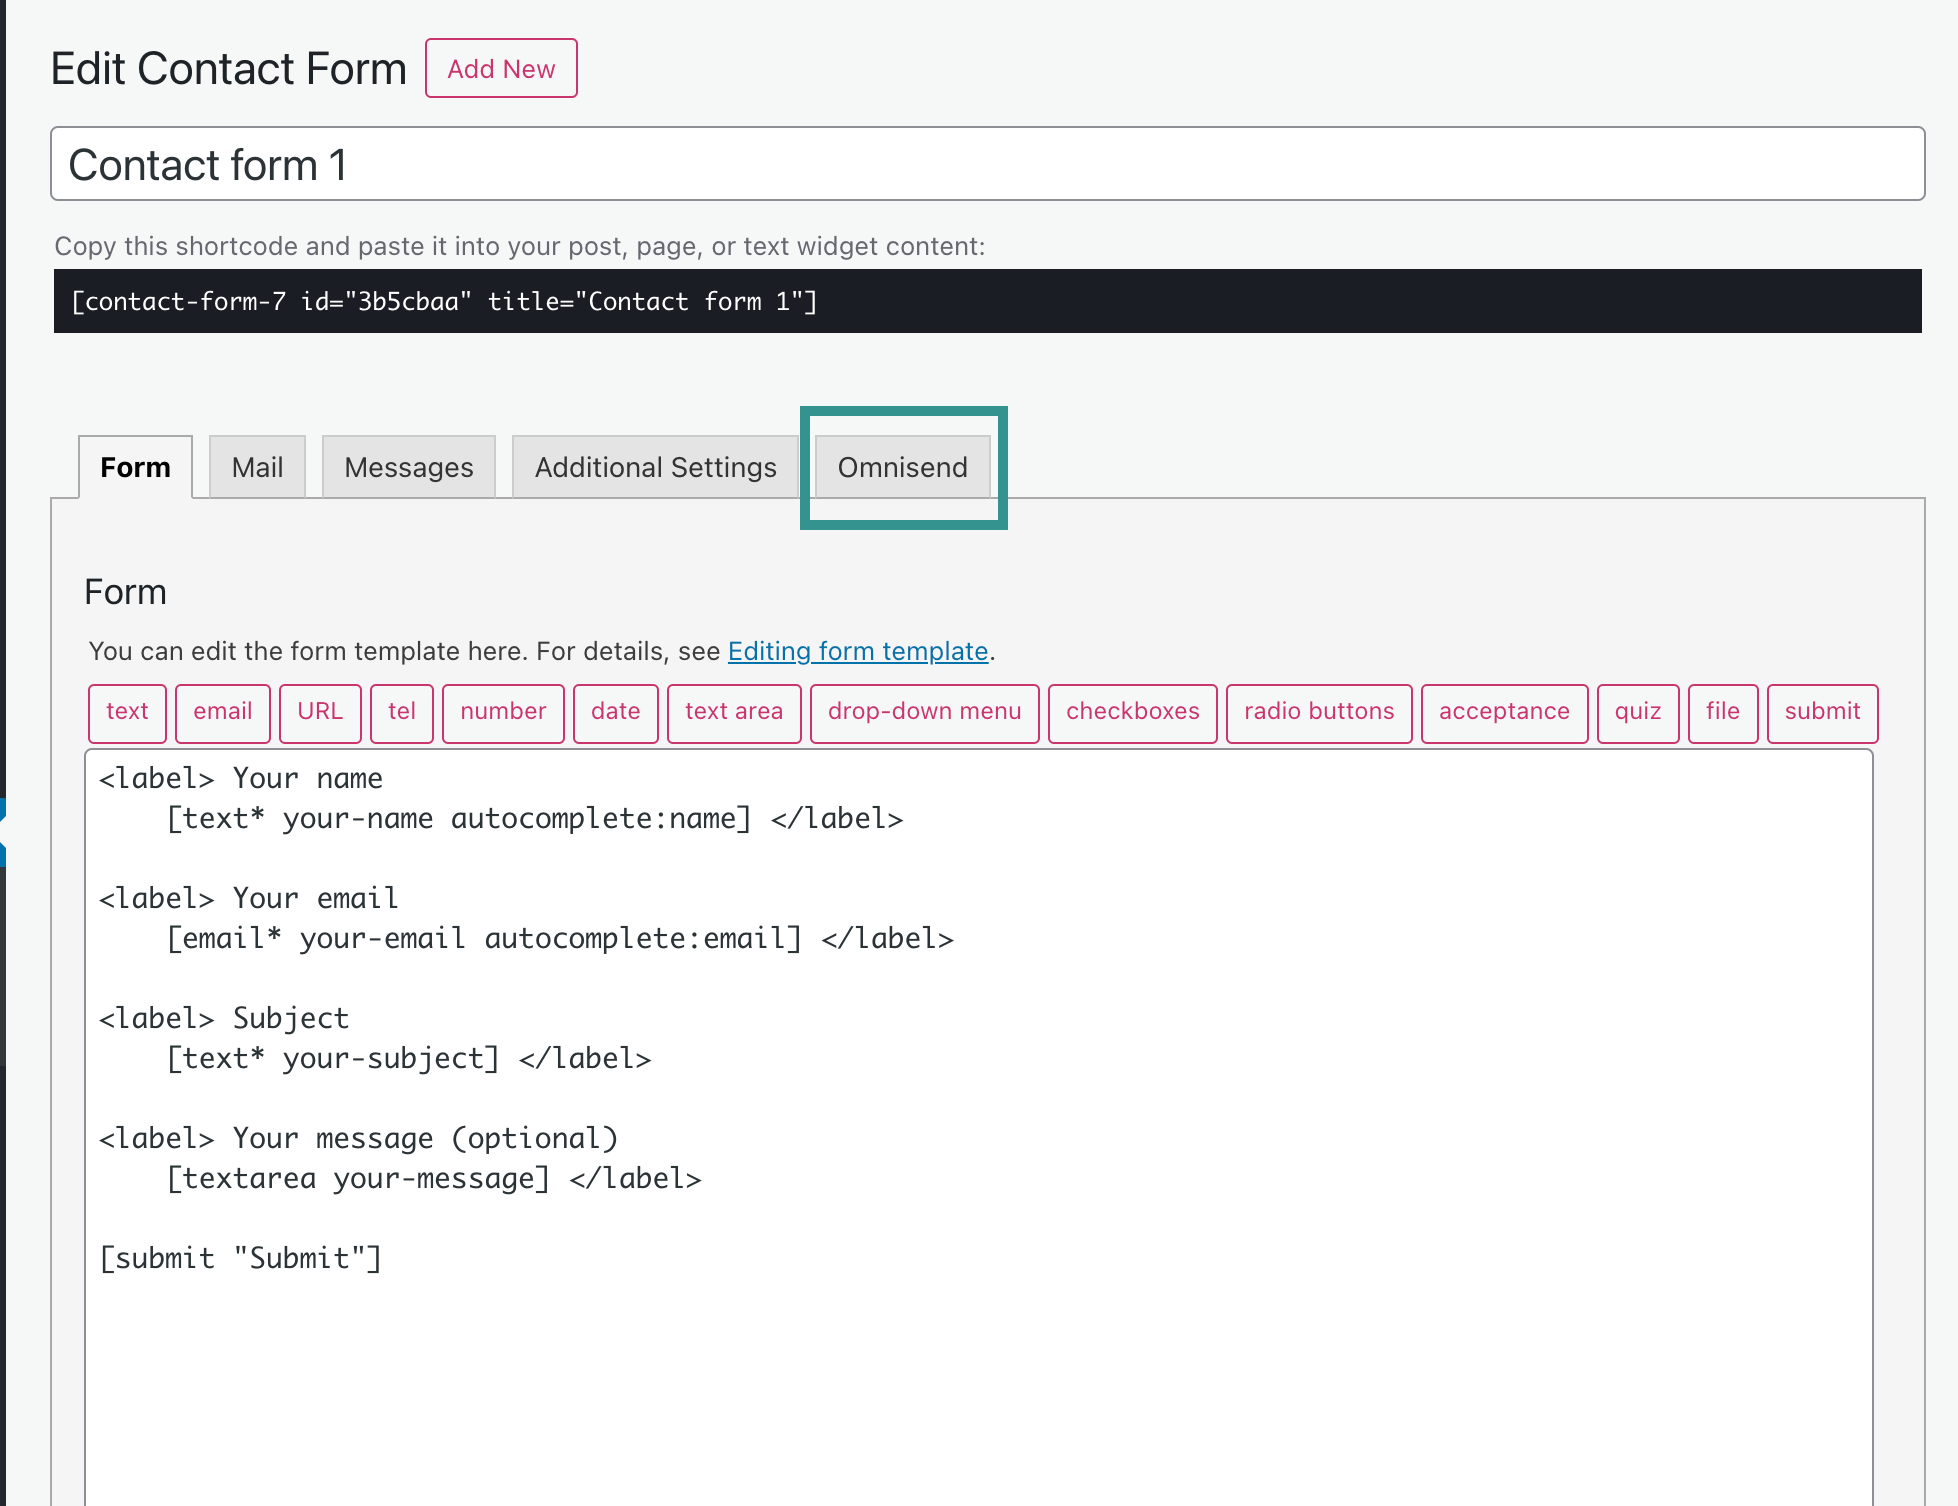 Edit Contact Form Add New
Contact form 1
Copy this shortcode and paste it into your post, page, or text widget content:
[contact-form-7 id="3b5cbaa" title="Contact form 1"]
Form Mail Messages Additional Settings Omnisend
Form
You can edit the form template here. For details, see Editing form template.
text email URL tel number date text area drop-down menu checkboxes radio buttons acceptance quiz file submit
<label> Your name
    [text* your-name autocomplete:name] </label>
<label> Your email
    [email* your-email autocomplete:email] </label>
<label> Subject
    [text* your-subject] </label>
<label> Your message (optional)
    [textarea your-message] </label>
[submit "Submit"]